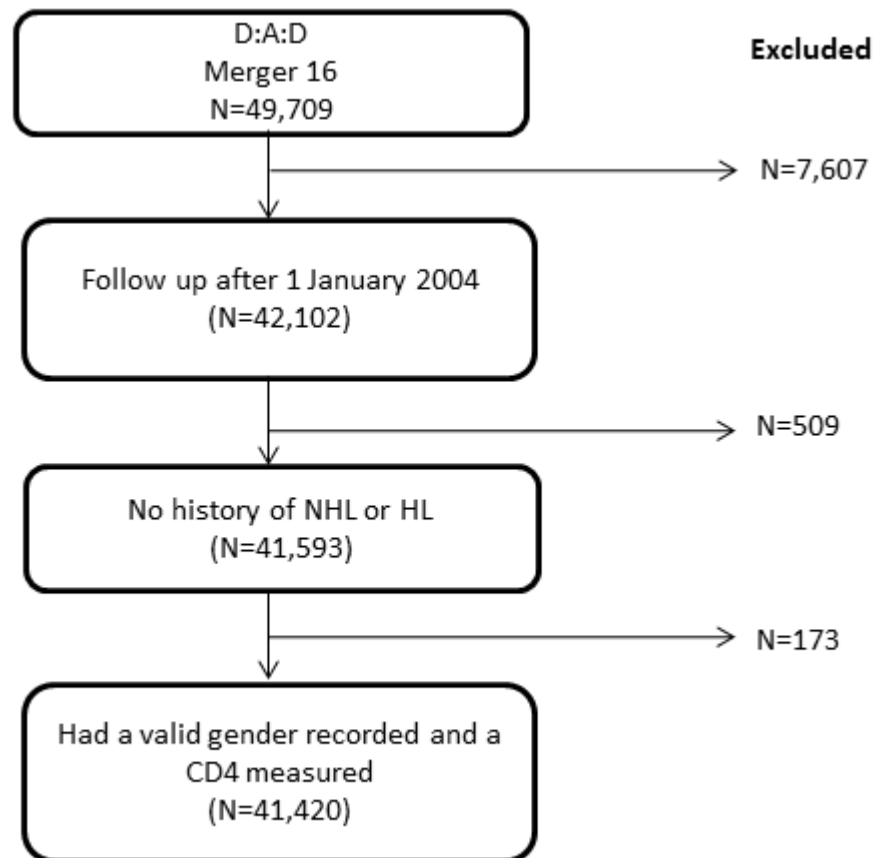 D:A:D
Merger 16
N=49,709
Excluded
N=7,607
Follow up after 1 January 2004
(N=42,102)
N=509
No history of NHL or HL
(N=41,593)
N=173
Had a valid gender recorded and a
CD4 measured
(N=41,420)